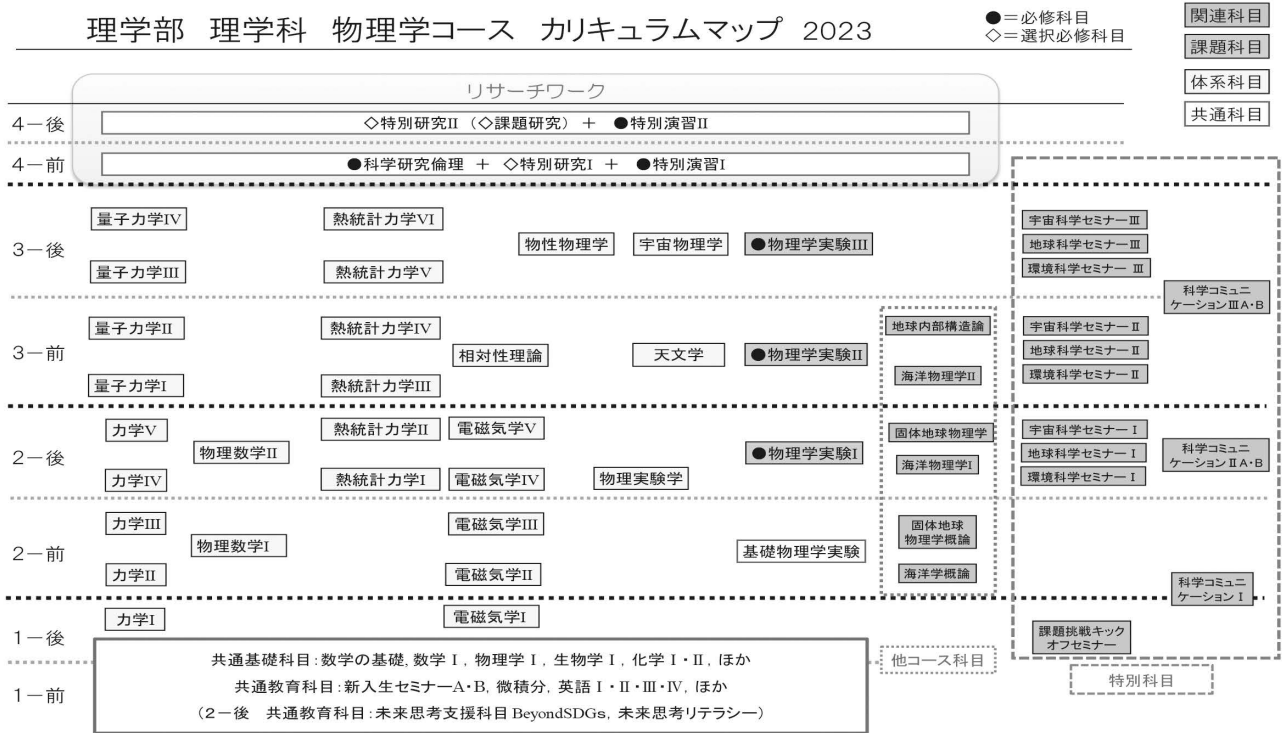 理学部 理学科 物理学コース カリキュラムマップ 2023
●=必修科目
◇=選択必修科目
関連科目
課題科目
体系科目
共通科目
リサーチワーク
4－後
◇特別研究II （◇課題研究） + ●特別演習II
4－前
●科学研究倫理 + ◇特別研究I + ●特別演習I
3－後
量子力学IV
熱統計力学VI
物性物理学
宇宙物理学
●物理学実験III
量子力学III
熱統計力学V
宇宙科学セミナーⅢ
地球科学セミナーⅢ
環境科学セミナー Ⅲ
科学コミュニ
ケーションⅢA・B
3－前
量子力学II
熱統計力学IV
相対性理論
天文学
●物理学実験II
量子力学I
熱統計力学III
地球内部構造論
海洋物理学II
宇宙科学セミナーⅡ
地球科学セミナーⅡ
環境科学セミナーⅡ
2－後
力学V
物理数学II
熱統計力学II
電磁気学V
●物理学実験I
力学IV
熱統計力学I
電磁気学IV
物理実験学
固体地球物理学
海洋物理学I
宇宙科学セミナーⅠ
地球科学セミナーⅠ
環境科学セミナーⅠ
科学コミュニ
ケーションⅡA・B
2－前
力学III
物理数学I
電磁気学III
基礎物理学実験
力学II
電磁気学II
固体地球
物理学概論
海洋学概論
科学コミュニ
ケーションⅠ
1－後
力学I
電磁気学I
課題挑戦キック
オフセミナー
1－前
共通基礎科目：数学の基礎, 数学Ⅰ, 物理学Ⅰ, 生物学Ⅰ, 化学Ⅰ・Ⅱ, ほか
共通教育科目：新入生セミナーA・B, 微積分, 英語Ⅰ・Ⅱ・Ⅲ・Ⅳ, ほか
（2－後 共通教育科目：未来思考支援科目 BeyondSDGs, 未来思考リテラシー）
他コース科目
特別科目